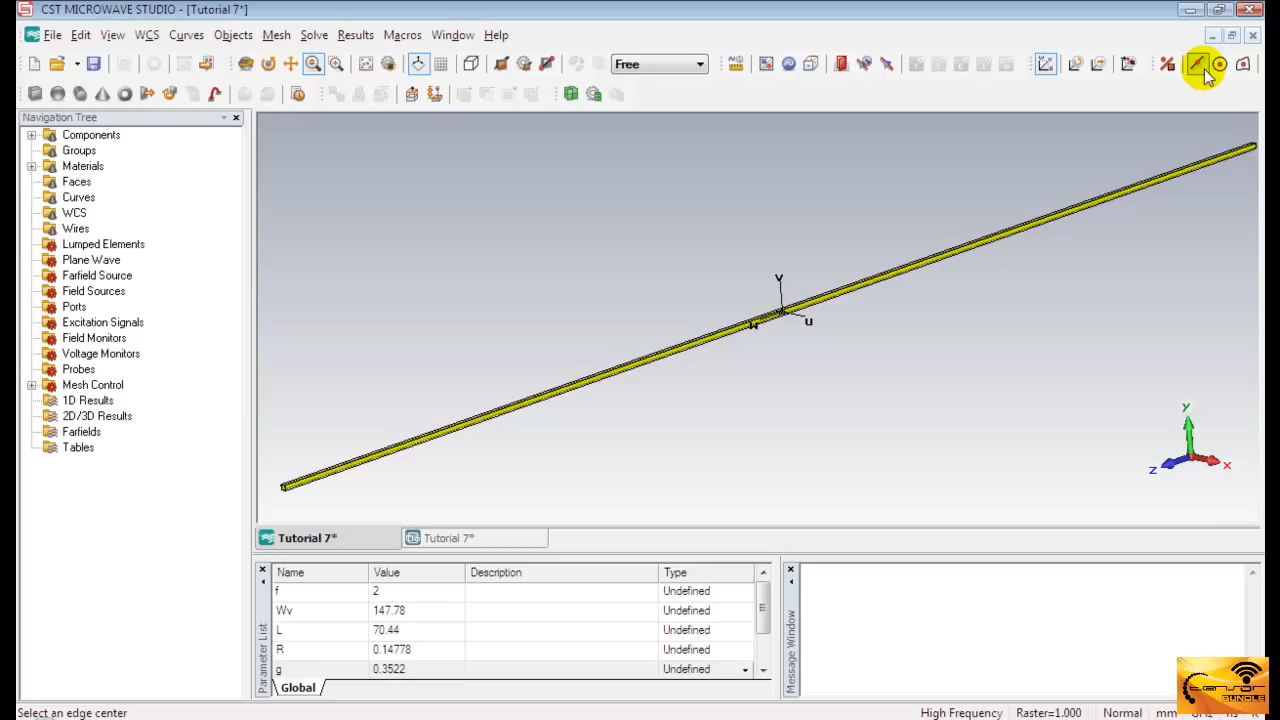 CST MICROWAVE STUDIO - [Tutorial 7*]
File Edit View WCS Curves Objects Mesh Solve Results Macros Window Help
Free
Navigation Tree
Components
Groups
Materials
Faces
Curves
WCS
Wires
Lumped Elements
Plane Wave
Farfield Source
Field Sources
Ports
Excitation Signals
Field Monitors
Voltage Monitors
Probes
Mesh Control
1D Results
2D/3D Results
Farfields
Tables
v
u
w
y
x
z
Tutorial 7*
Tutorial 7*
Parameter List
Name Value Description Type
f 2 Undefined
Wv 147.78 Undefined
L 70.44 Undefined
R 0.14778 Undefined
g 0.3522 Undefined
Global
Message Window
BUNDLE
Select an edge center
High Frequency Raster=1.000 Normal mm